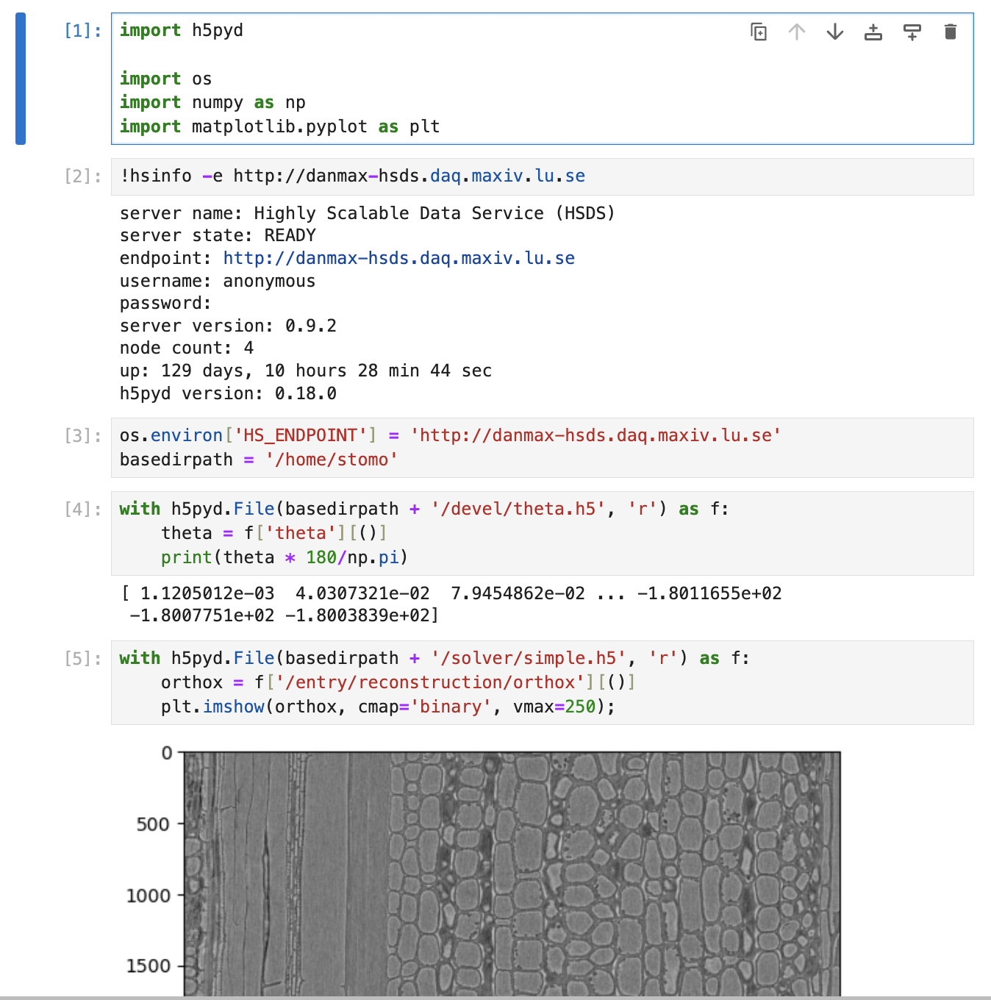 [1]:
import h5pyd
import os
import numpy as np
import matplotlib.pyplot as plt
[2]:
!hsinfo -e http://danmax-hsds.daq.maxiv.lu.se
server name: Highly Scalable Data Service (HSDS)
server state: READY
endpoint: http://danmax-hsds.daq.maxiv.lu.se
username: anonymous
password:
server version: 0.9.2
node count: 4
up: 129 days, 10 hours 28 min 44 sec
h5pyd version: 0.18.0
[3]:
os.environ['HS_ENDPOINT'] = 'http://danmax-hsds.daq.maxiv.lu.se'
basedirpath = '/home/stomo'
[4]:
with h5pyd.File(basedirpath + '/devel/theta.h5', 'r') as f:
    theta = f['theta'][()]
    print(theta * 180/np.pi)
[ 1.1205012e-03  4.0307321e-02  7.9454862e-02 ... -1.8011655e+02
 -1.8007751e+02 -1.8003839e+02]
[5]:
with h5pyd.File(basedirpath + '/solver/simple.h5', 'r') as f:
    orthox = f['/entry/reconstruction/orthox'][()]
    plt.imshow(orthox, cmap='binary', vmax=250);
0
500
1000
1500